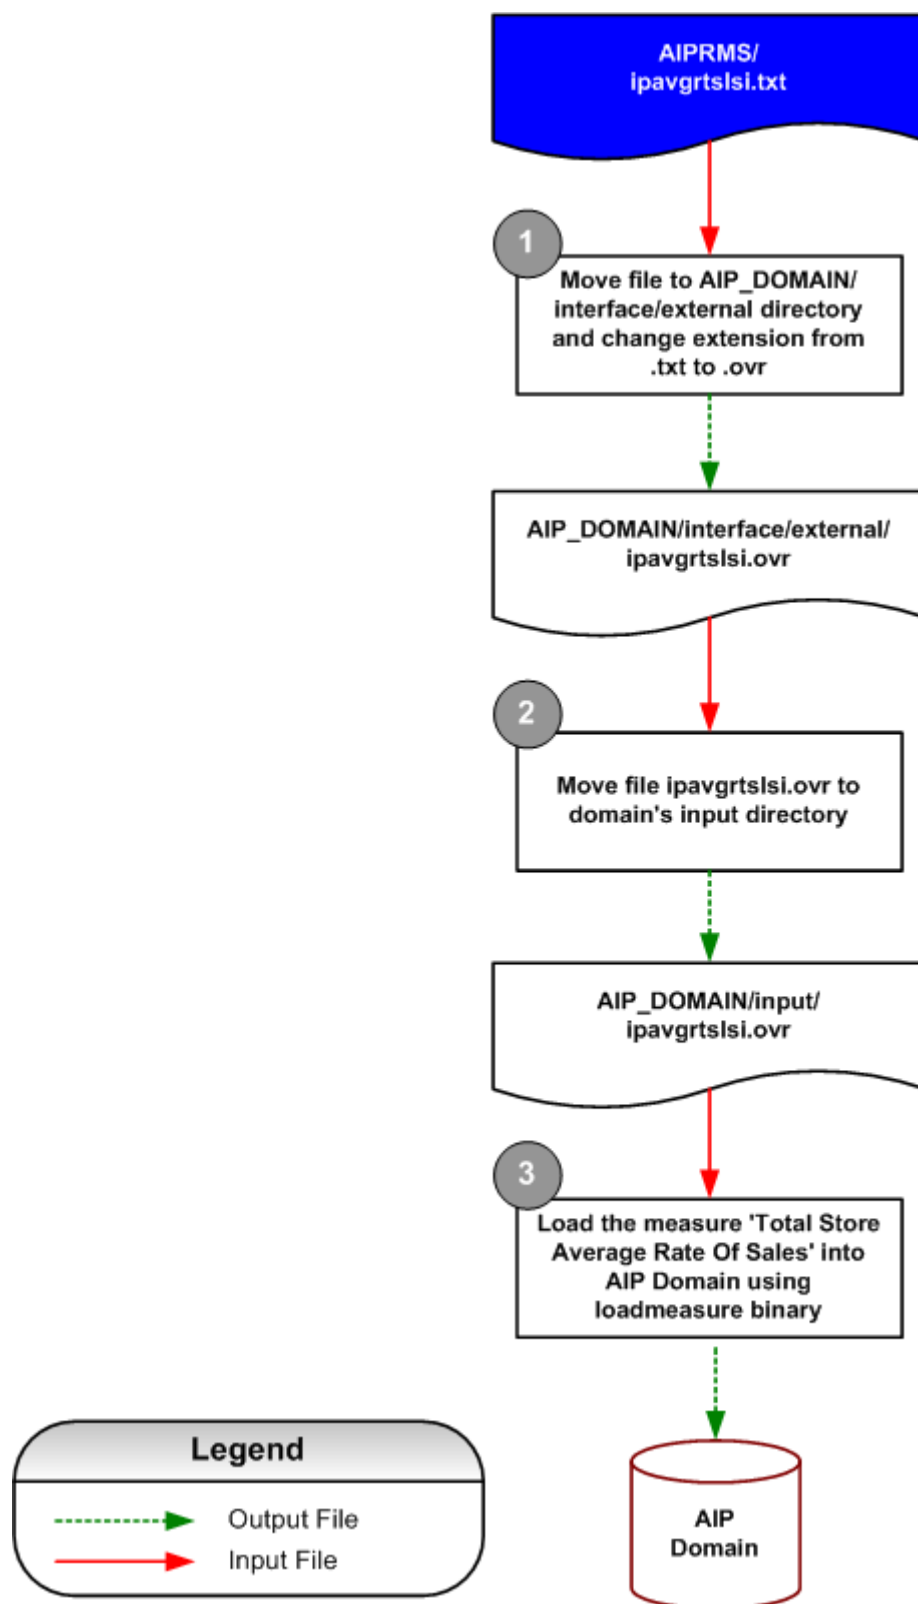 AIPRMS/
ipavgrtslsi.txt
1
Move file to AIP_DOMAIN/
interface/external directory
and change extension from
.txt to .ovr
AIP_DOMAIN/interface/external/
ipavgrtslsi.ovr
2
Move file ipavgrtslsi.ovr to
domain's input directory
AIP_DOMAIN/input/
ipavgrtslsi.ovr
3
Load the measure 'Total Store
Average Rate Of Sales' into
AIP Domain using
loadmeasure binary
Legend
Output File
Input File
AIP
Domain